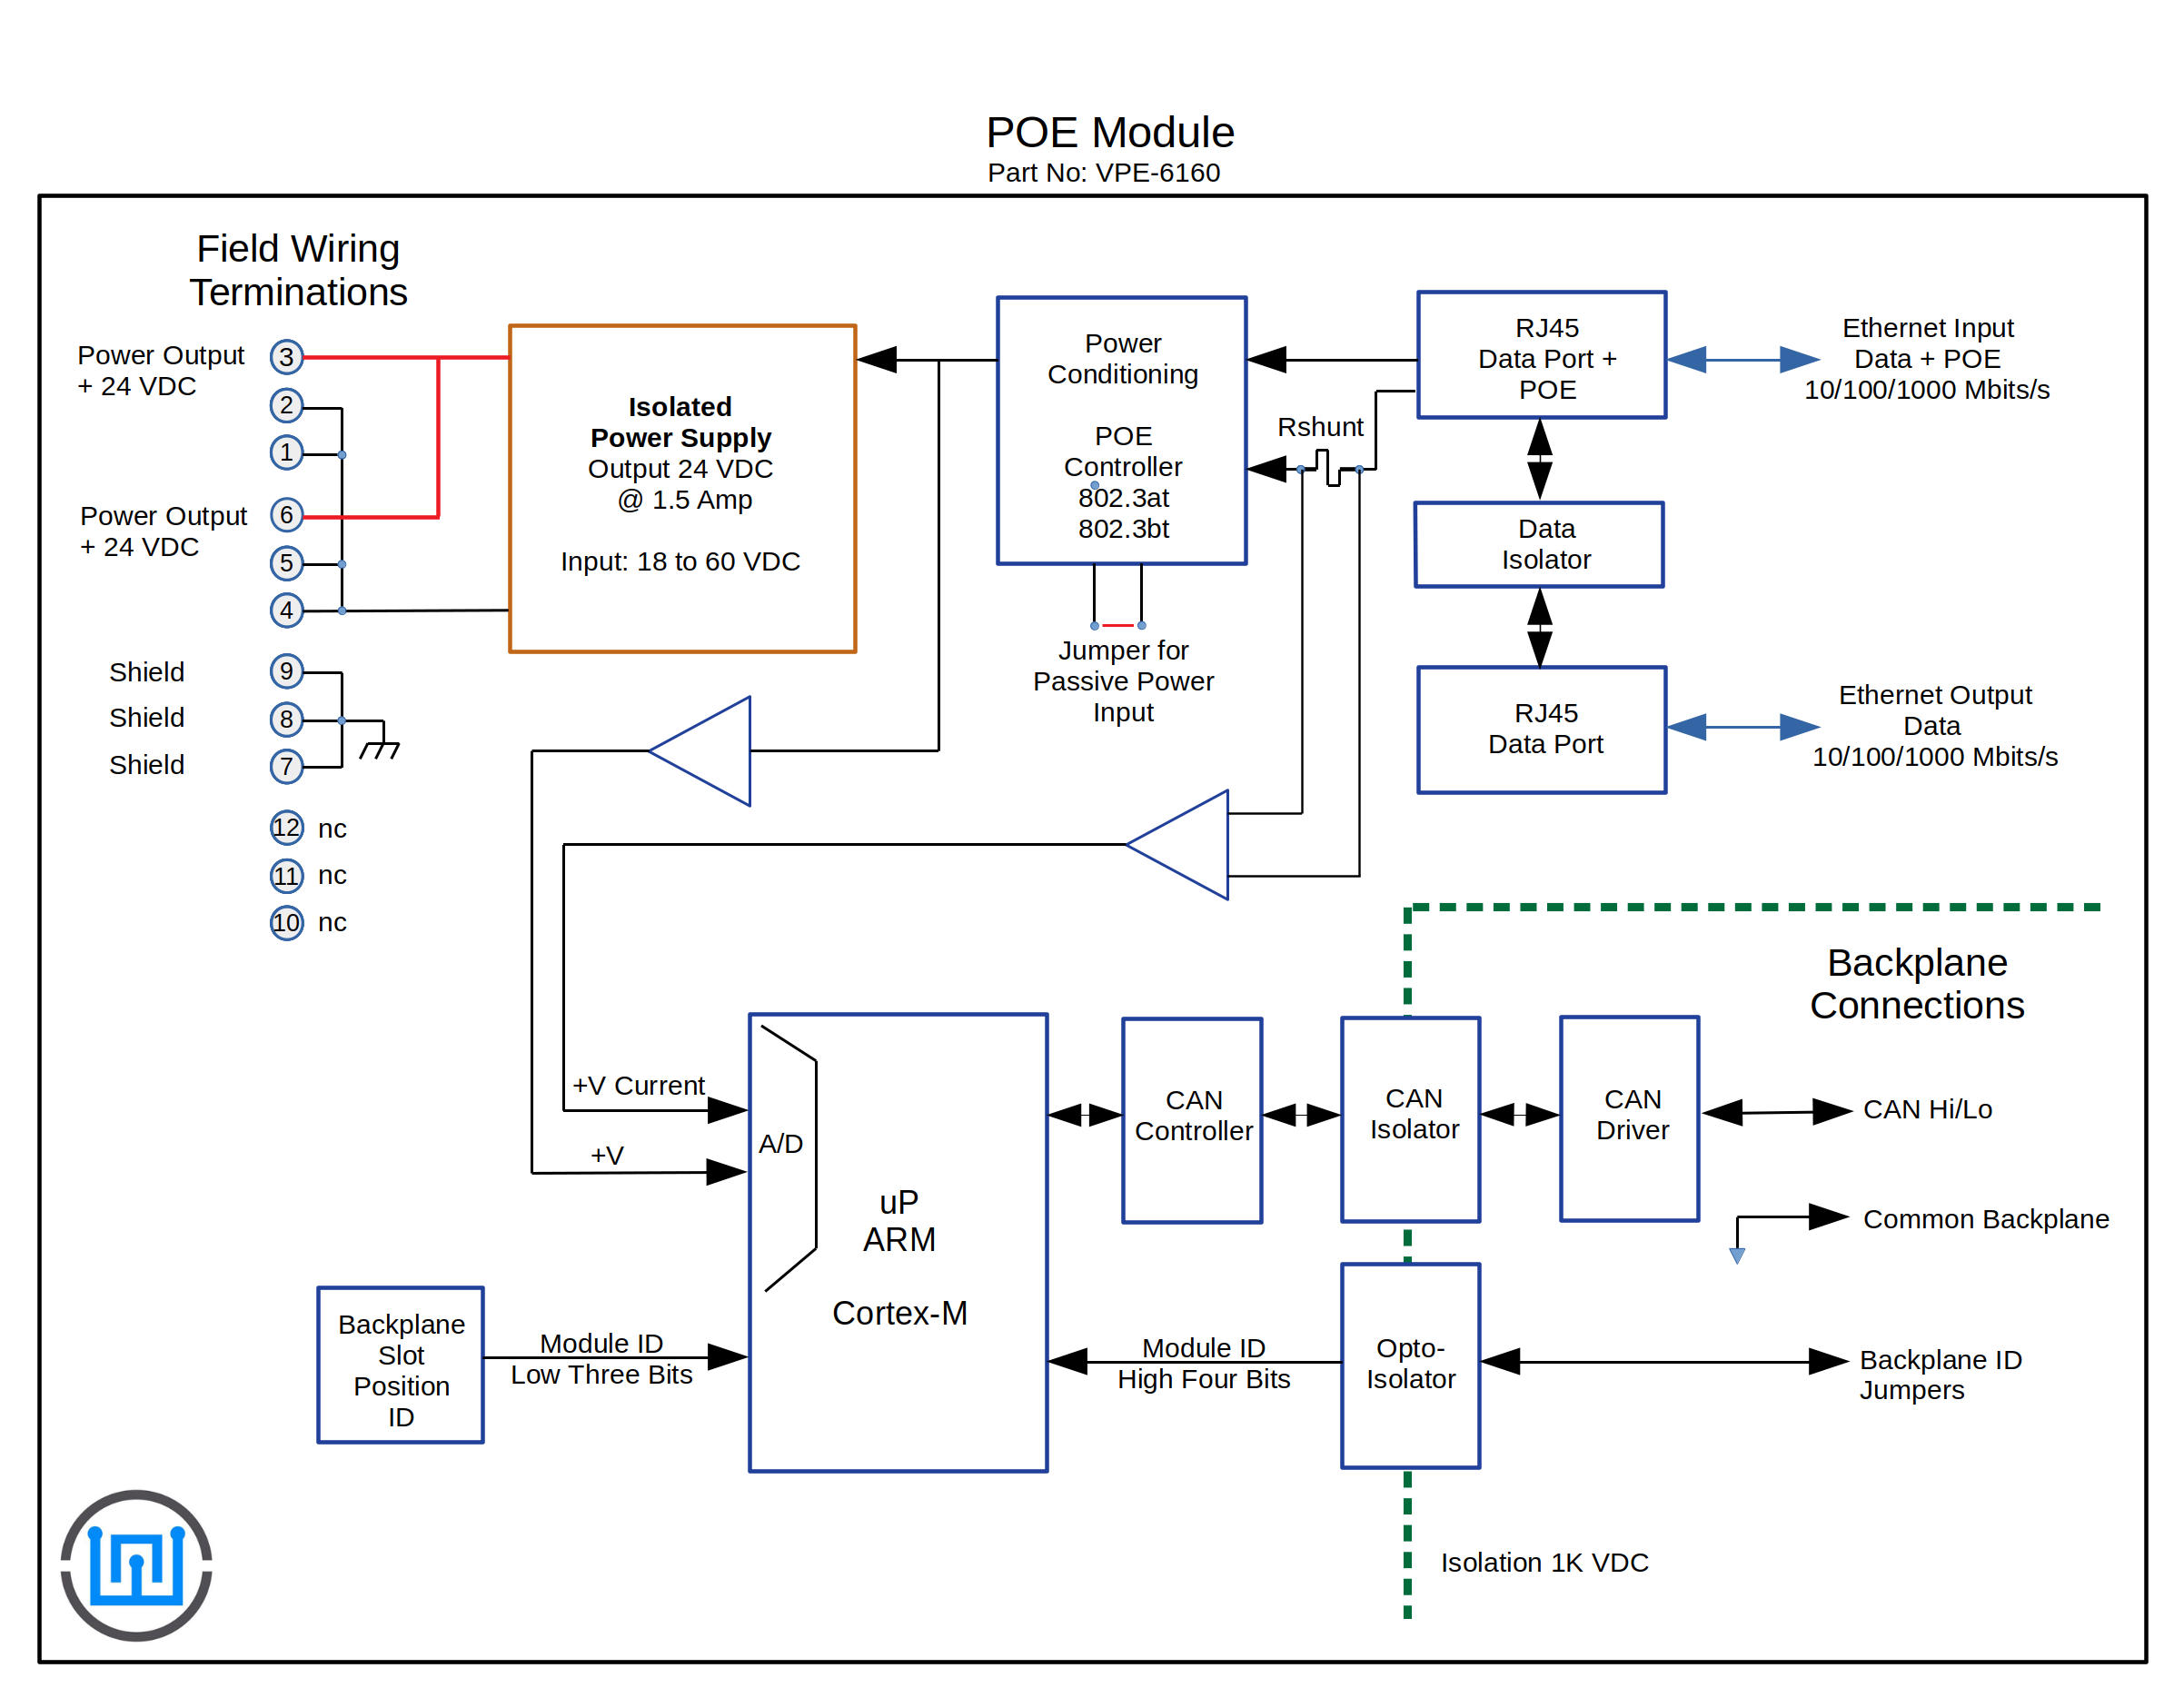 POE Module
Part No: VPE-6160
Field Wiring
Terminations
Power Output
+ 24 VDC
3
2
1
Power Output
+ 24 VDC
6
5
4
Shield
9
Shield
8
Shield
7
12
nc
11
nc
10
nc
Isolated
Power Supply
Output 24 VDC
@ 1.5 Amp
Input: 18 to 60 VDC
Power
Conditioning
POE
Controller
802.3at
802.3bt
Jumper for
Passive Power
Input
Rshunt
RJ45
Data Port +
POE
Ethernet Input
Data + POE
10/100/1000 Mbits/s
Data
Isolator
RJ45
Data Port
Ethernet Output
Data
10/100/1000 Mbits/s
Backplane
Connections
+V Current
+V
A/D
uP
ARM
Cortex-M
CAN
Controller
CAN
Isolator
CAN
Driver
CAN Hi/Lo
Common Backplane
Backplane
Slot
Position
ID
Module ID
Low Three Bits
Module ID
High Four Bits
Opto-
Isolator
Backplane ID
Jumpers
Isolation 1K VDC